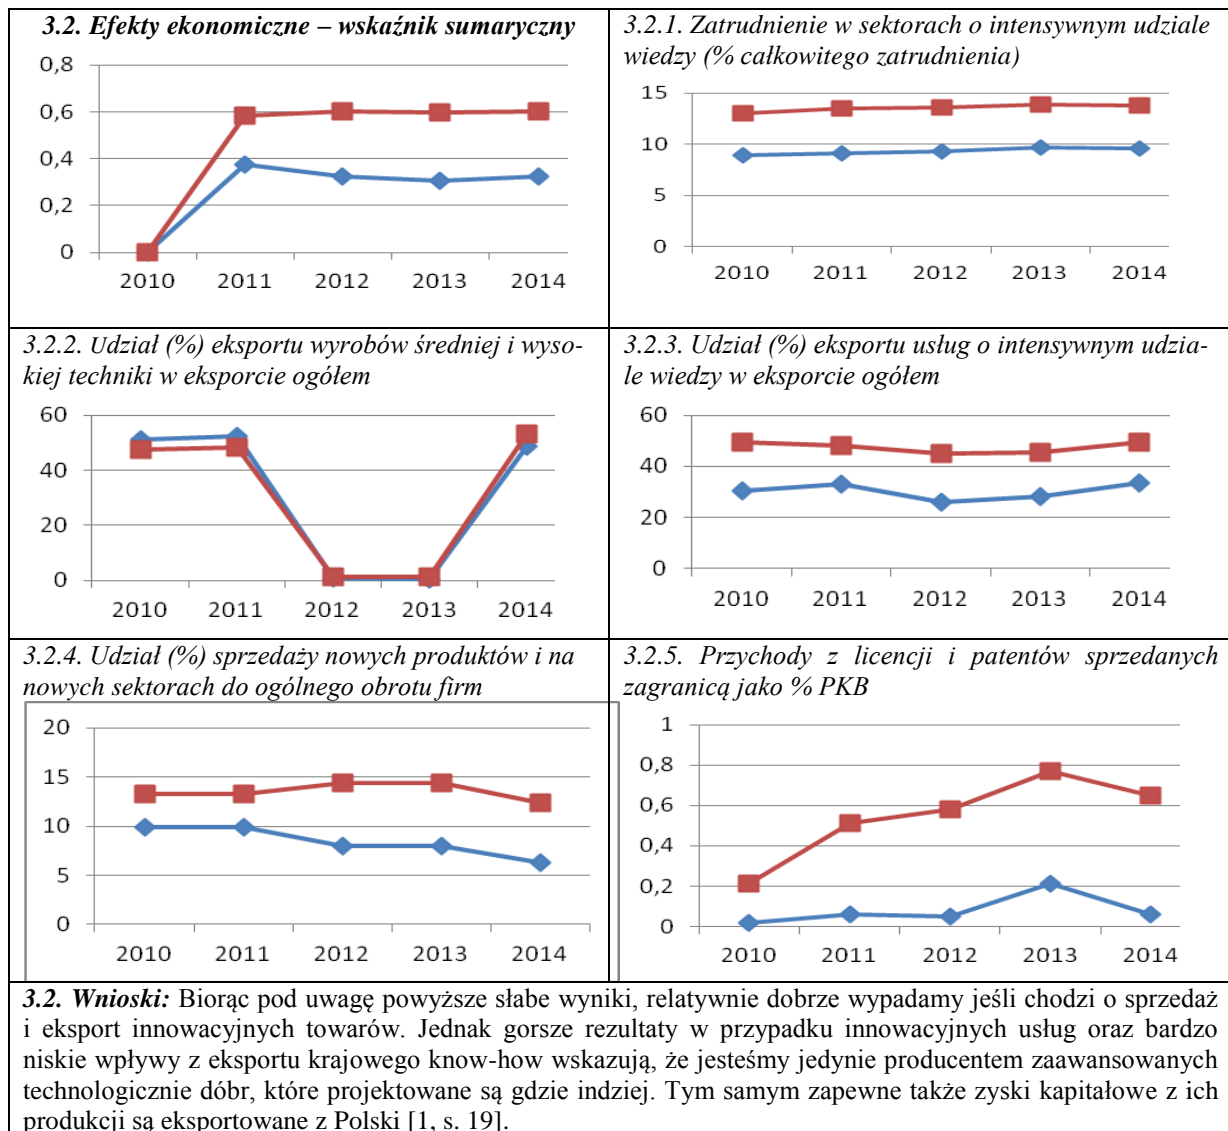 3.2. Efekty ekonomiczne – wskaźnik sumaryczny
0,8
0,6
0,4
0,2
0
2010 2011 2012 2013 2014
3.2.1. Zatrudnienie w sektorach o intensywnym udziale
wiedzy (% całkowitego zatrudnienia)
15
10
5
0
2010 2011 2012 2013 2014
3.2.2. Udział (%) eksportu wyrobów średniej i wyso-
kiej techniki w eksporcie ogółem
60
40
20
0
2010 2011 2012 2013 2014
3.2.3. Udział (%) eksportu usług o intensywnym udzia-
le wiedzy w eksporcie ogółem
60
40
20
0
2010 2011 2012 2013 2014
3.2.4. Udział (%) sprzedaży nowych produktów i na
nowych sektorach do ogólnego obrotu firm
20
15
10
5
0
2010 2011 2012 2013 2014
3.2.5. Przychody z licencji i patentów sprzedanych
zagranicą jako % PKB
1
0,8
0,6
0,4
0,2
0
2010 2011 2012 2013 2014
3.2. Wnioski: Biorąc pod uwagę powyższe słabe wyniki, relatywnie dobrze wypadamy jeśli chodzi o sprzedaż
i eksport innowacyjnych towarów. Jednak gorsze rezultaty w przypadku innowacyjnych usług oraz bardzo
niskie wpływy z eksportu krajowego know-how wskazują, że jesteśmy jedynie producentem zaawansowanych
technologicznie dóbr, które projektowane są gdzie indziej. Tym samym zapewne także zyski kapitałowe z ich
produkcji są eksportowane z Polski [1, s. 19].